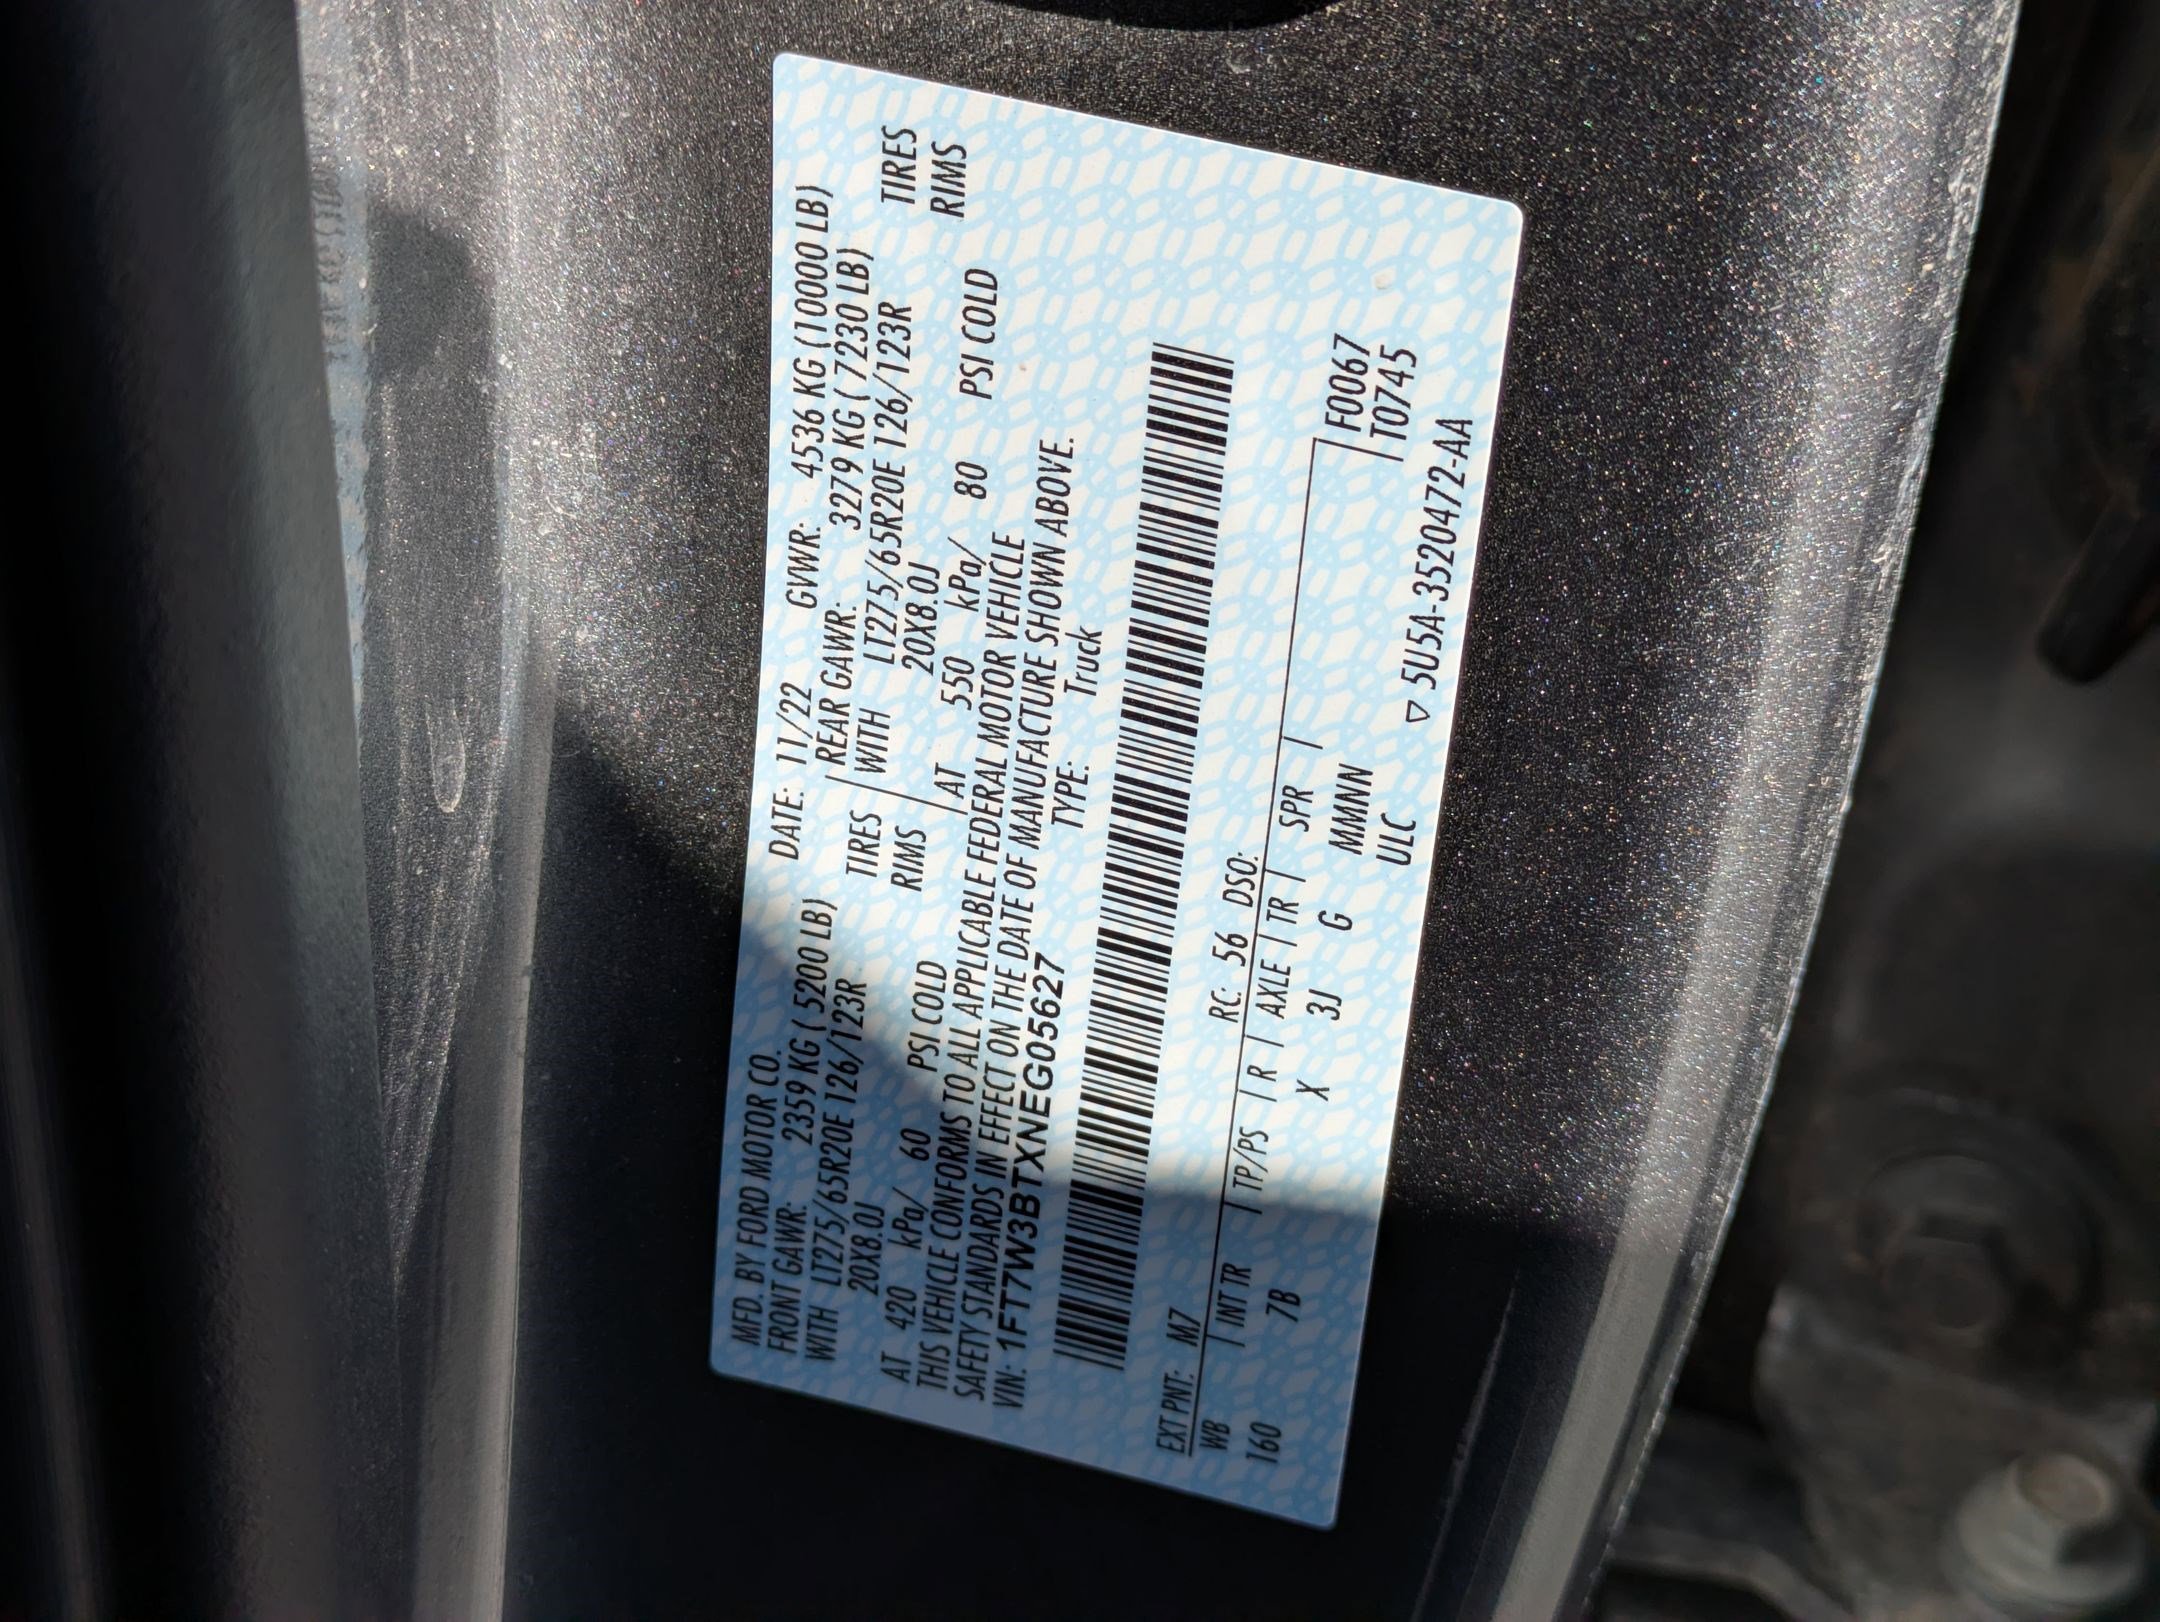 MFD. BY FORD MOTOR CO. DATE: 11/22 GVWR: 4536 KG (10000 LB)
FRONT GAWR: 2359 KG ( 5200 LB) REAR GAWR: 3279 KG ( 7230 LB)
WITH LT275/65R20E 126/123R TIRES WITH LT275/65R20E 126/123R TIRES
20X8.0J RIMS 20X8.0J RIMS
AT 420 kPa/ 60 PSI COLD AT 550 kPa/ 80 PSI COLD
THIS VEHICLE CONFORMS TO ALL APPLICABLE FEDERAL MOTOR VEHICLE
SAFETY STANDARDS IN EFFECT ON THE DATE OF MANUFACTURE SHOWN ABOVE.
VIN: 1FT7W3BTXNEG05627 TYPE: Truck
EXT PNT: M7 RC: 56 DSO:
WB | INT TR | TP/PS | R | AXLE | TR | SPR | F0067
160 7B X 3J G MMMNN T0745
ULC ▽ 5U5A-3520472-AA